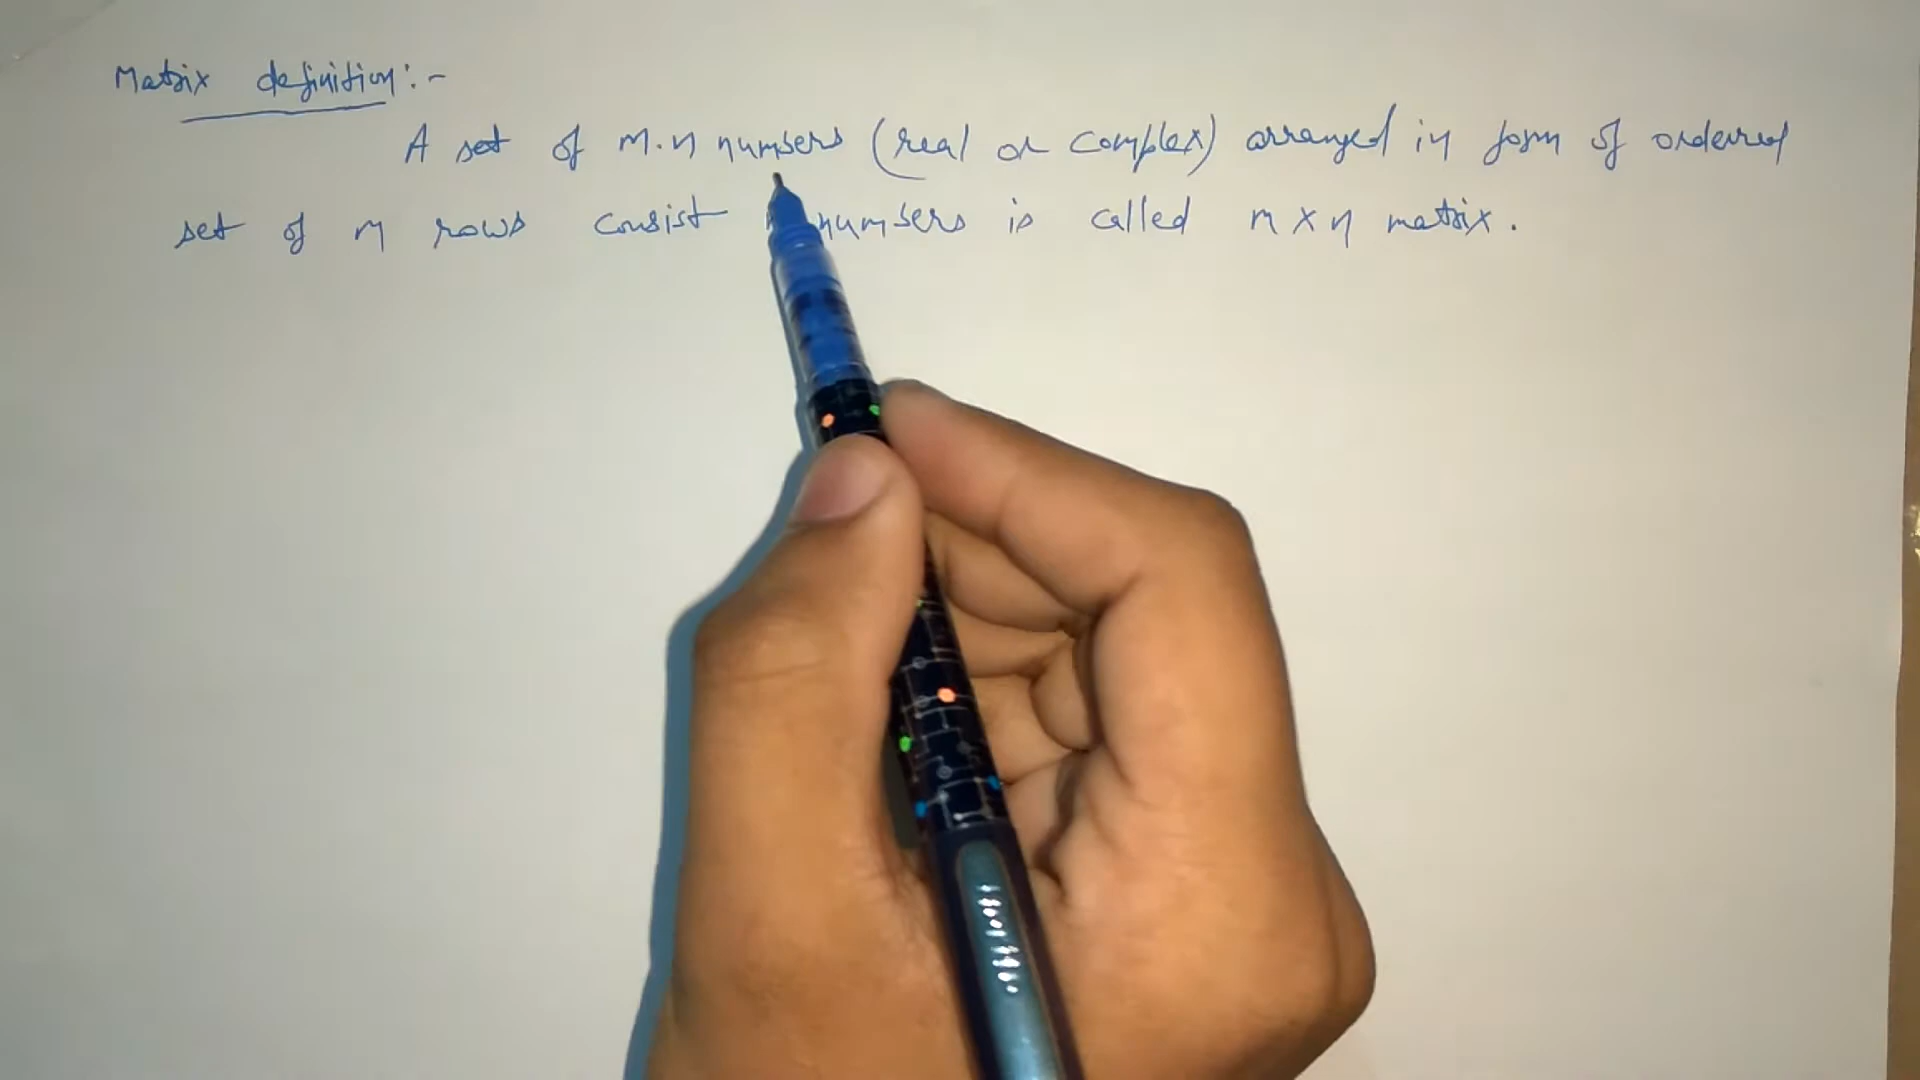 Matrix definition:-
A set of m.n numbers (real or complex) arranged in form of ordered
set of m rows consist numbers is called m x n matrix.